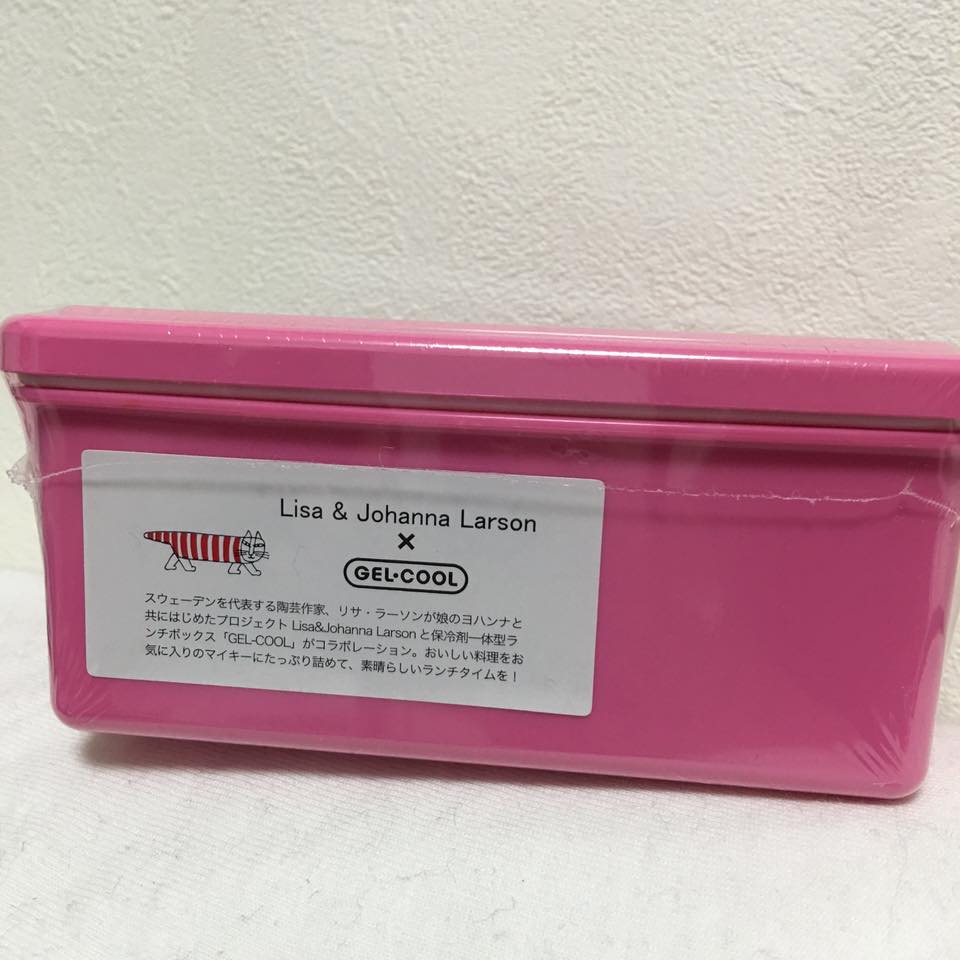 Lisa & Johanna Larson
×
GEL-COOL
スウェーデンを代表する陶芸作家、リサ・ラーソンが娘のヨハンナと
共にはじめたプロジェクト Lisa&Johanna Larson と保冷剤一体型ラ
ンチボックス「GEL-COOL」がコラボレーション。おいしい料理をお
気に入りのマイキーにたっぷり詰めて、素晴らしいランチタイムを！